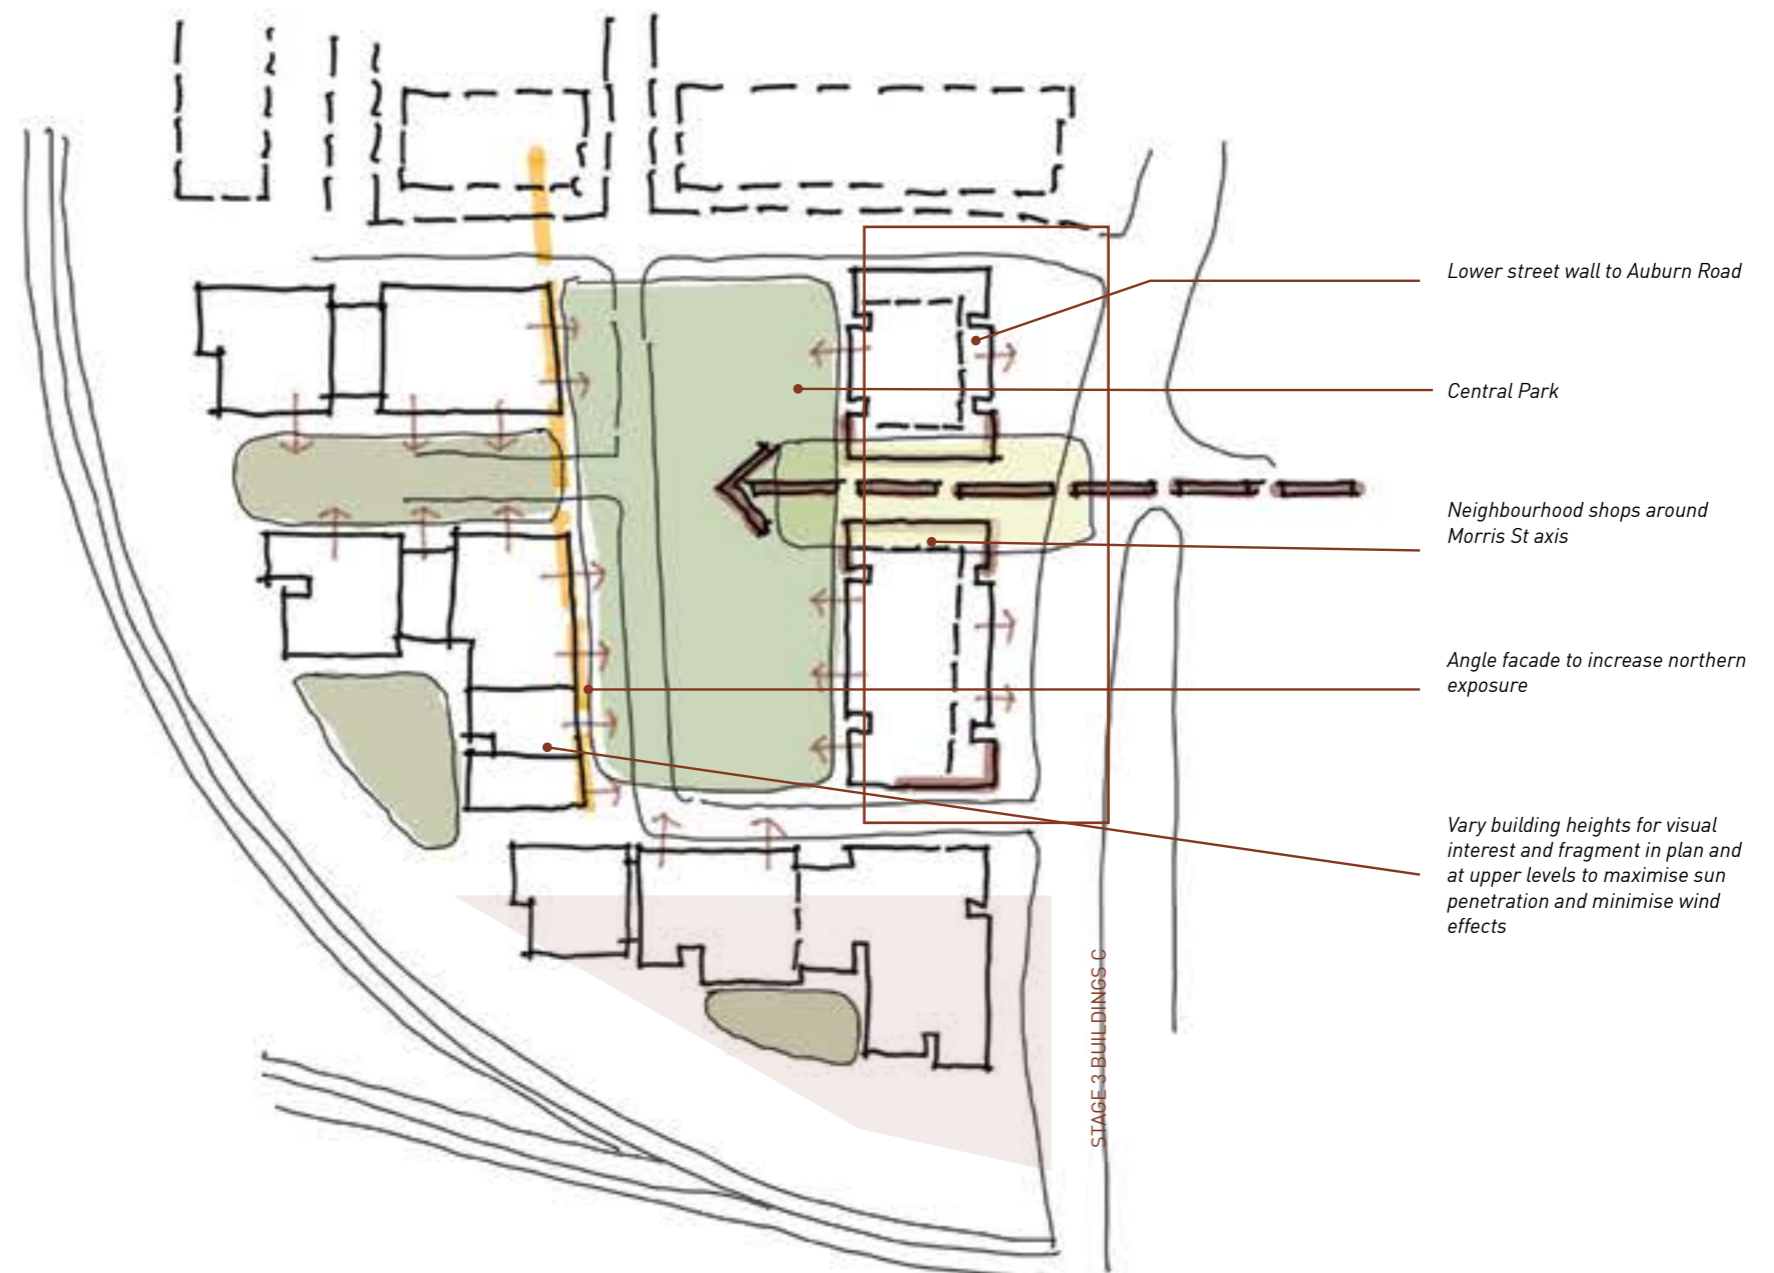 Lower street wall to Auburn Road
Central Park
Neighbourhood shops around
Morris St axis
Angle facade to increase northern
exposure
Vary building heights for visual
interest and fragment in plan and
at upper levels to maximise sun
penetration and minimise wind
effects
STAGE 3 BUILDINGS C